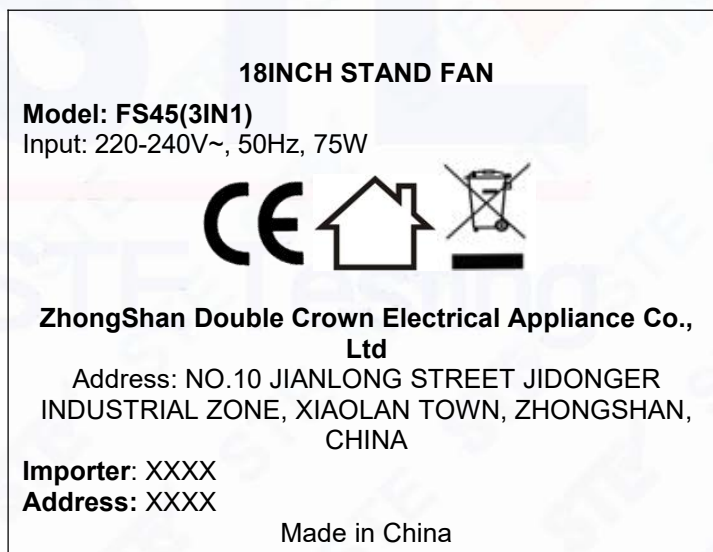 18INCH STAND FAN
Model: FS45(3IN1)
Input: 220-240V~, 50Hz, 75W
CE
ZhongShan Double Crown Electrical Appliance Co.,
Ltd
Address: NO.10 JIANLONG STREET JIDONGER
INDUSTRIAL ZONE, XIAOLAN TOWN, ZHONGSHAN,
CHINA
Importer: XXXX
Address: XXXX
Made in China
STE Testing